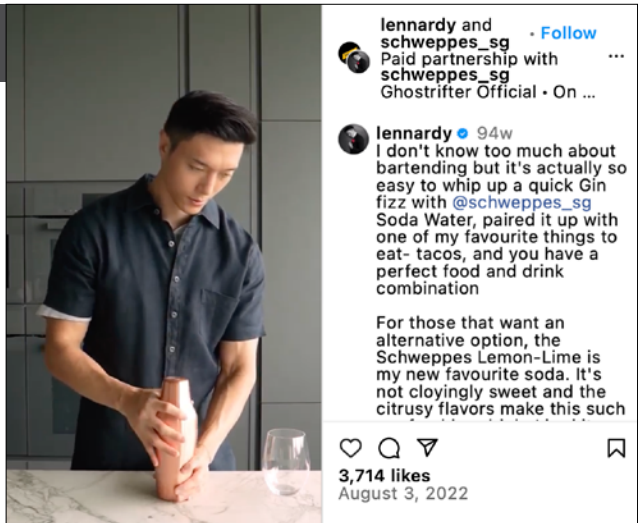 lennardy and
schweppes_sg
• Follow
Paid partnership with
schweppes_sg
Ghostrifter Official • On ...
lennardy 94w
I don't know too much about
bartending but it's actually so
easy to whip up a quick Gin
fizz with @schweppes_sg
Soda Water, paired it up with
one of my favourite things to
eat- tacos, and you have a
perfect food and drink
combination
For those that want an
alternative option, the
Schweppes Lemon-Lime is
my new favourite soda. It's
not cloyingly sweet and the
citrusy flavors make this such
3,714 likes
August 3, 2022